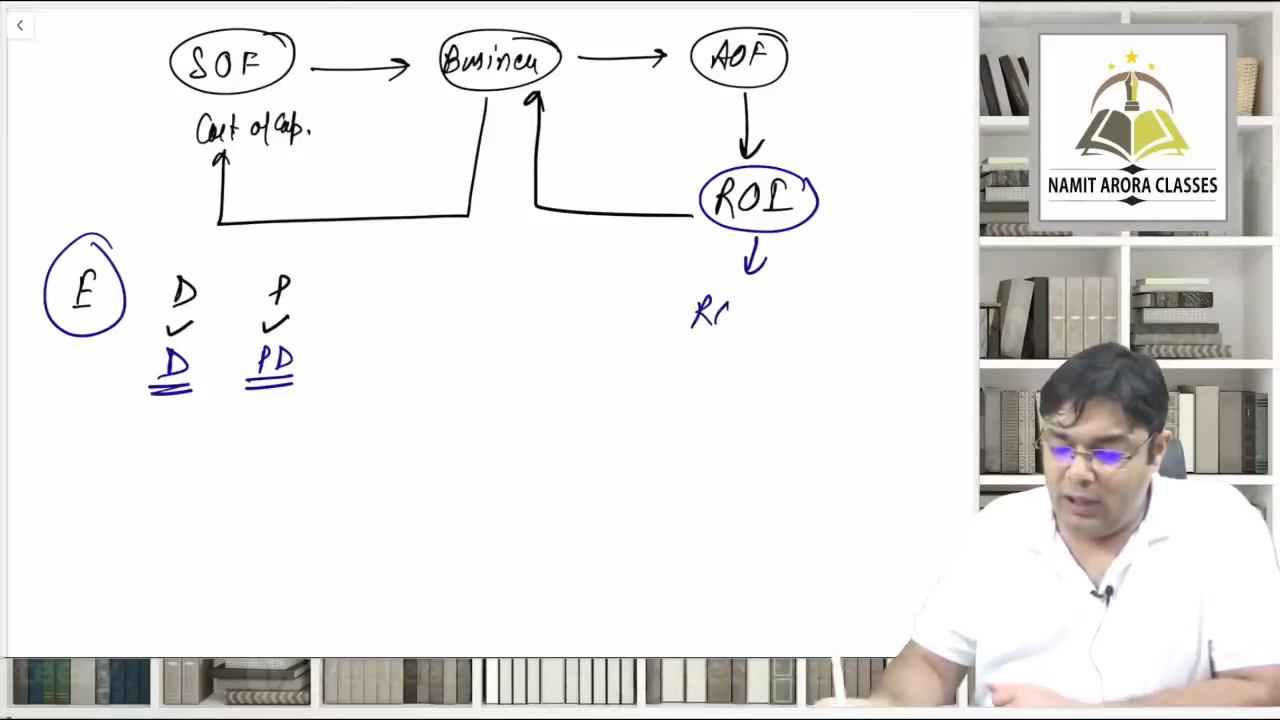 SOF → Business → AOF
Cost of Cap.
ROI
E D P
D PD
NAMIT ARORA CLASSES